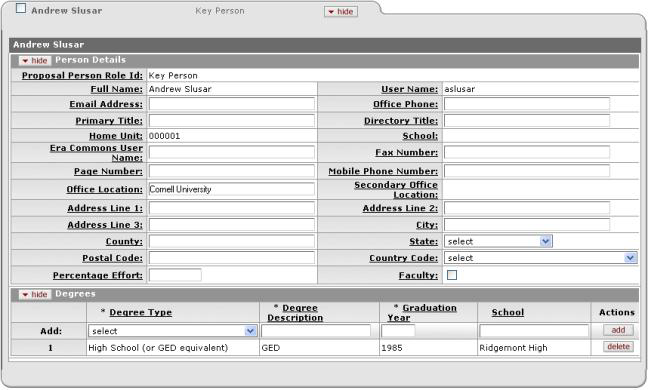 Andrew Slusar Key Person hide
Andrew Slusar
hide Person Details
Proposal Person Role Id: Key Person
Full Name: Andrew Slusar User Name: aslusar
Email Address: Office Phone:
Primary Title: Directory Title:
Home Unit: 000001 School:
Era Commons User Name: Fax Number:
Page Number: Mobile Phone Number:
Office Location: Cornell University Secondary Office Location:
Address Line 1: Address Line 2:
Address Line 3: City:
County: State: select
Postal Code: Country Code: select
Percentage Effort: Faculty:
hide Degrees
* Degree Type * Degree Description * Graduation Year School Actions
Add: select add
1 High School (or GED equivalent) GED 1985 Ridgemont High delete